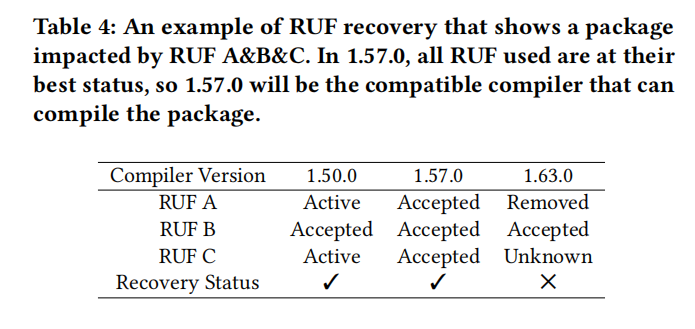 Table 4: An example of RUF recovery that shows a package
impacted by RUF A&B&C. In 1.57.0, all RUF used are at their
best status, so 1.57.0 will be the compatible compiler that can
compile the package.
Compiler Version 1.50.0 1.57.0 1.63.0
RUF A Active Accepted Removed
RUF B Accepted Accepted Accepted
RUF C Active Accepted Unknown
Recovery Status ✓ ✓ ✕